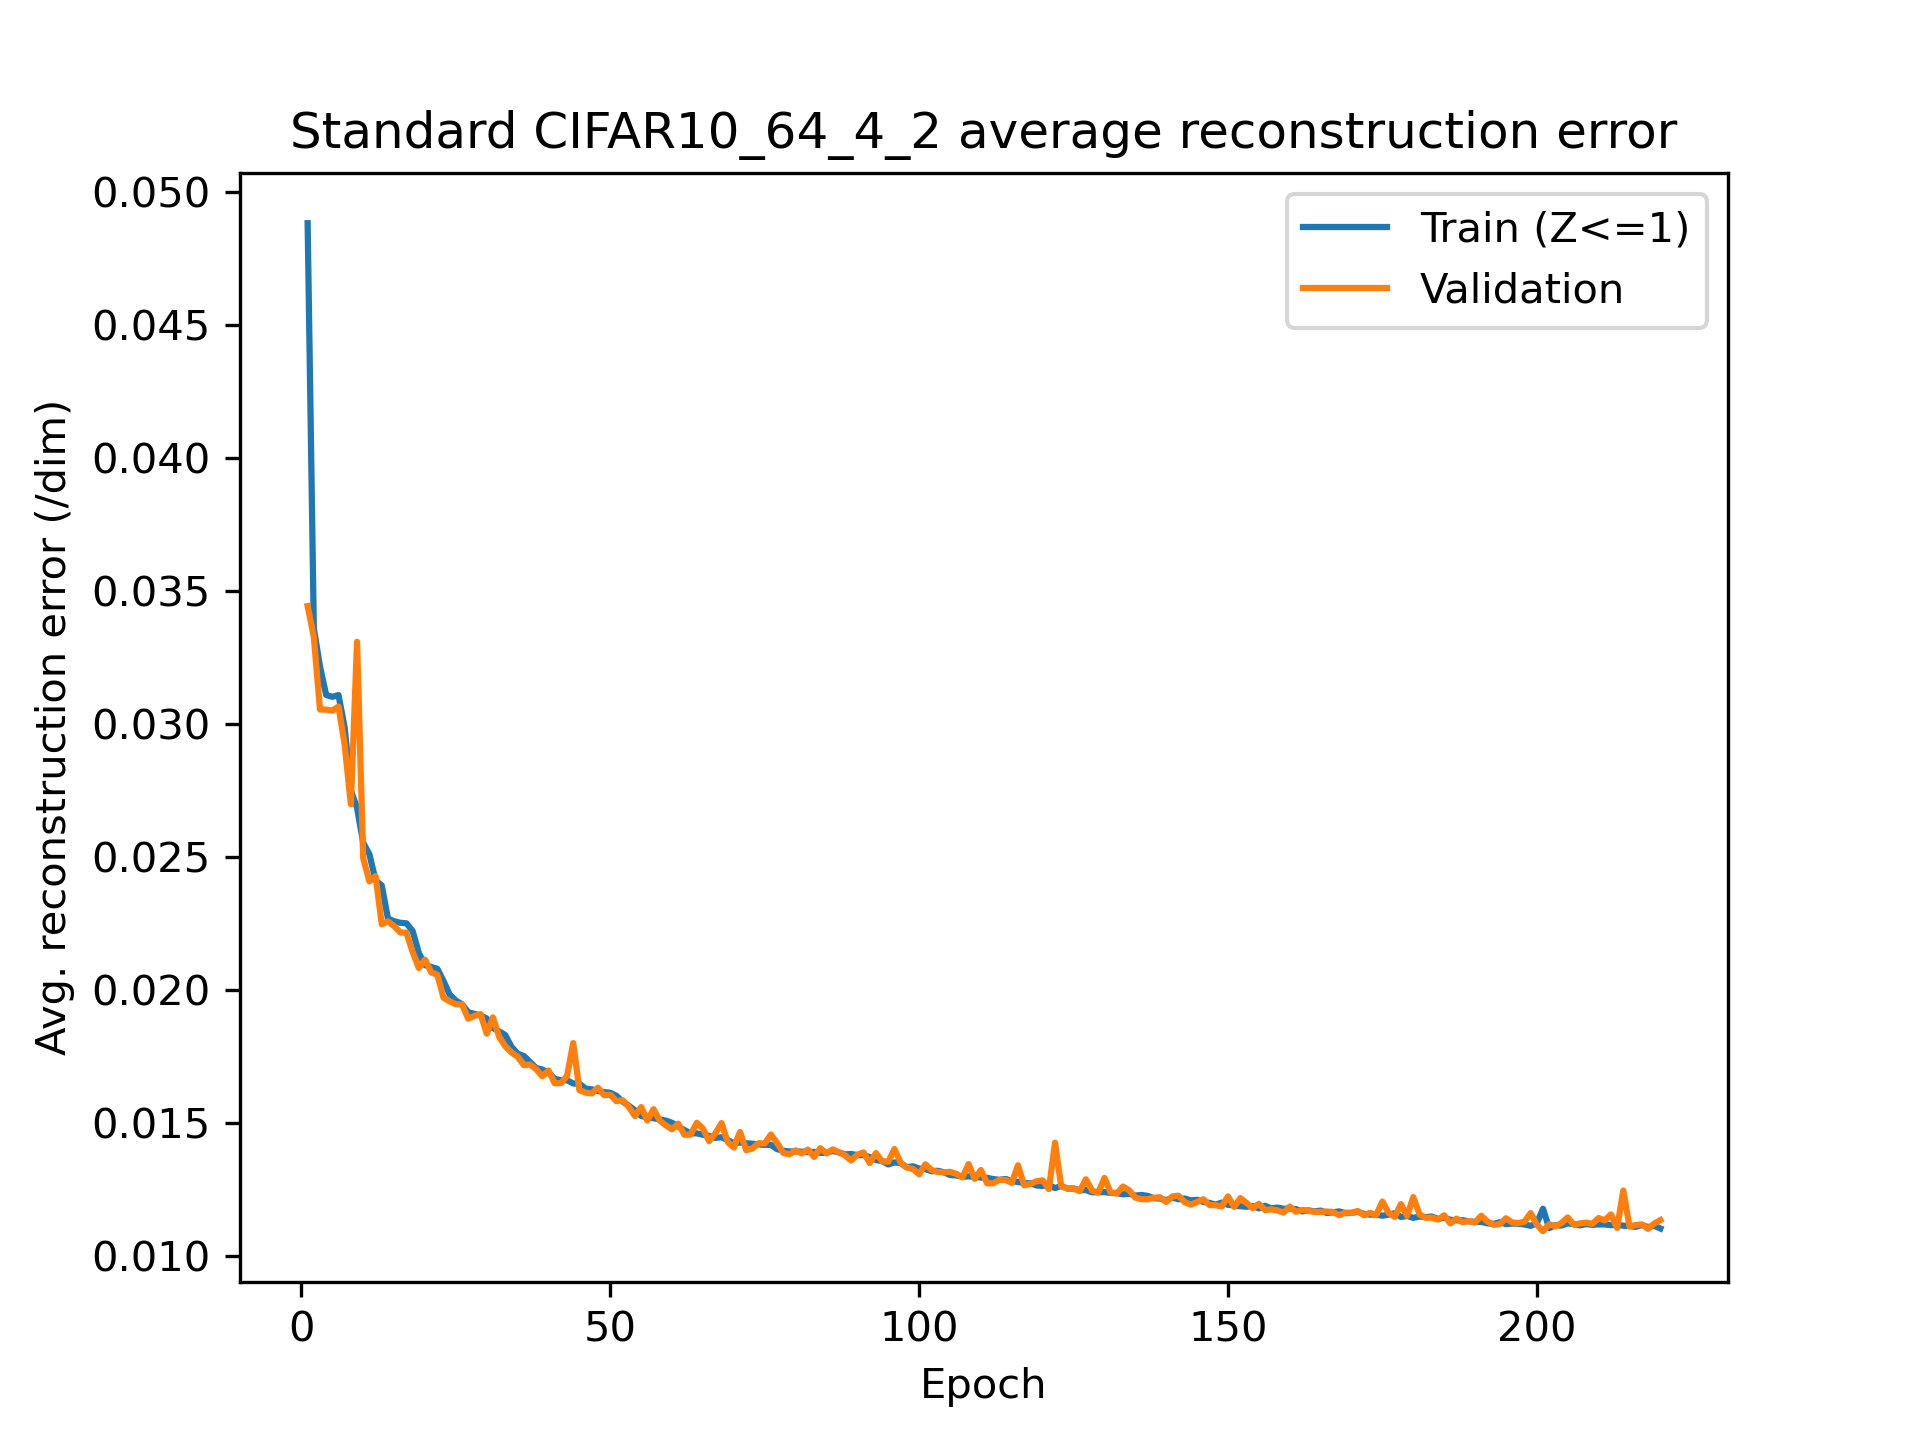 Standard CIFAR10_64_4_2 average reconstruction error
Train (Z<=1)
Validation
Avg. reconstruction error (/dim)
0.050
0.045
0.040
0.035
0.030
0.025
0.020
0.015
0.010
0 50 100 150 200
Epoch